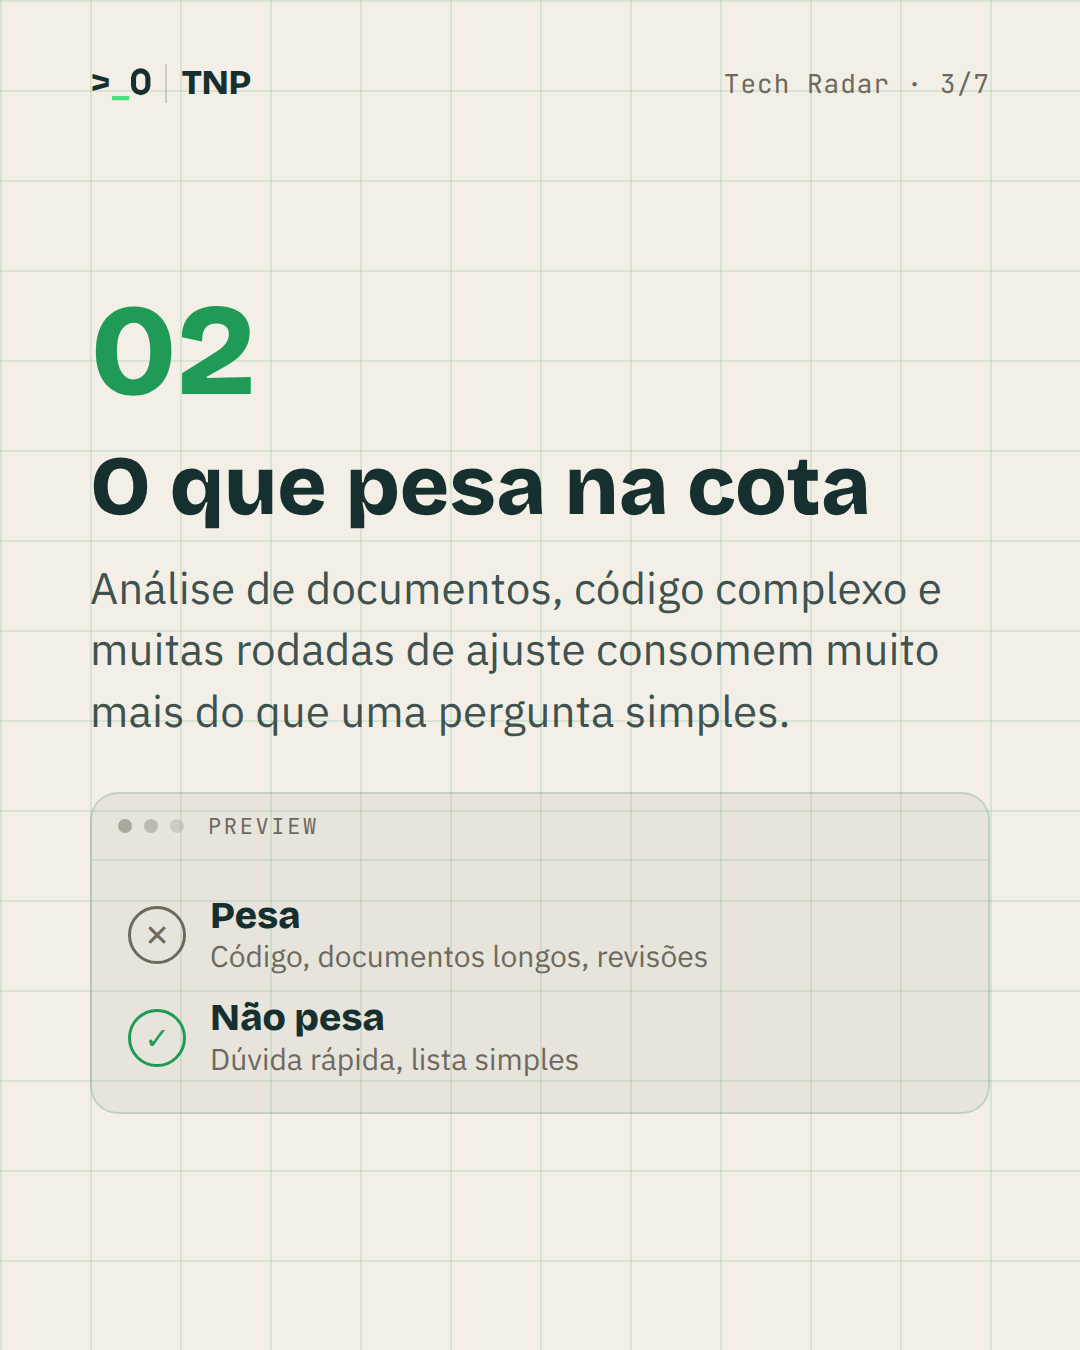 >_0 | TNP
Tech Radar · 3/7
02
O que pesa na cota
Análise de documentos, código complexo e
muitas rodadas de ajuste consomem muito
mais do que uma pergunta simples.
PREVIEW
✕ Pesa
Código, documentos longos, revisões
✓ Não pesa
Dúvida rápida, lista simples